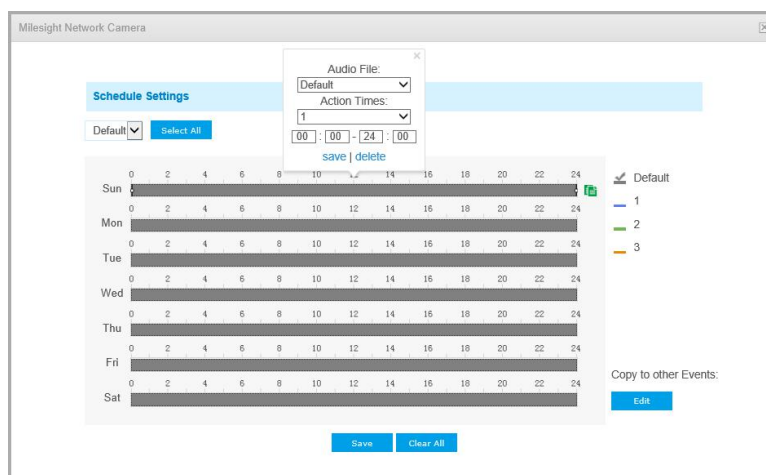 Milesight Network Camera
Audio File:
Default
Action Times:
1
00 : 00 - 24 : 00
save | delete
Schedule Settings
Default Select All
0 2 4 6 8 10 12 14 16 18 20 22 24
Sun
0 2 4 6 8 10 12 14 16 18 20 22 24
Mon
0 2 4 6 8 10 12 14 16 18 20 22 24
Tue
0 2 4 6 8 10 12 14 16 18 20 22 24
Wed
0 2 4 6 8 10 12 14 16 18 20 22 24
Thu
0 2 4 6 8 10 12 14 16 18 20 22 24
Fri
0 2 4 6 8 10 12 14 16 18 20 22 24
Sat
Default
1
2
3
Copy to other Events:
Edit
Save Clear All